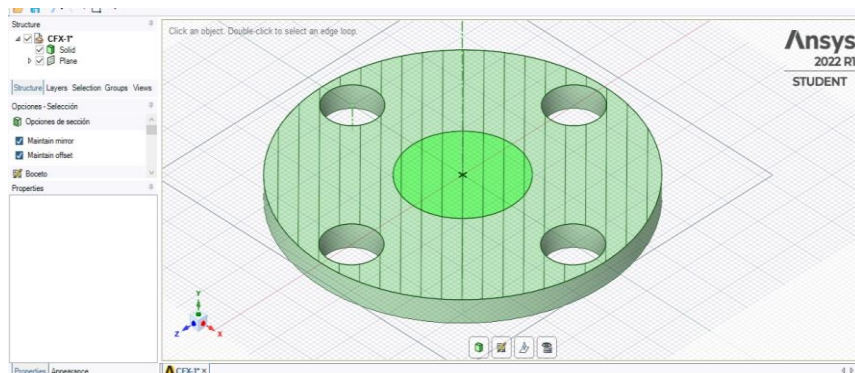 Structure
CFX-1*
Solid
Plane
Structure Layers Selection Groups Views
Opciones - Selección
Opciones de sección
Maintain mirror
Maintain offset
Boceto
Properties
Properties Appearance
Click an object. Double-click to select an edge loop.
Ansys
2022 R1
STUDENT
Y
Z
X
CFX-1*